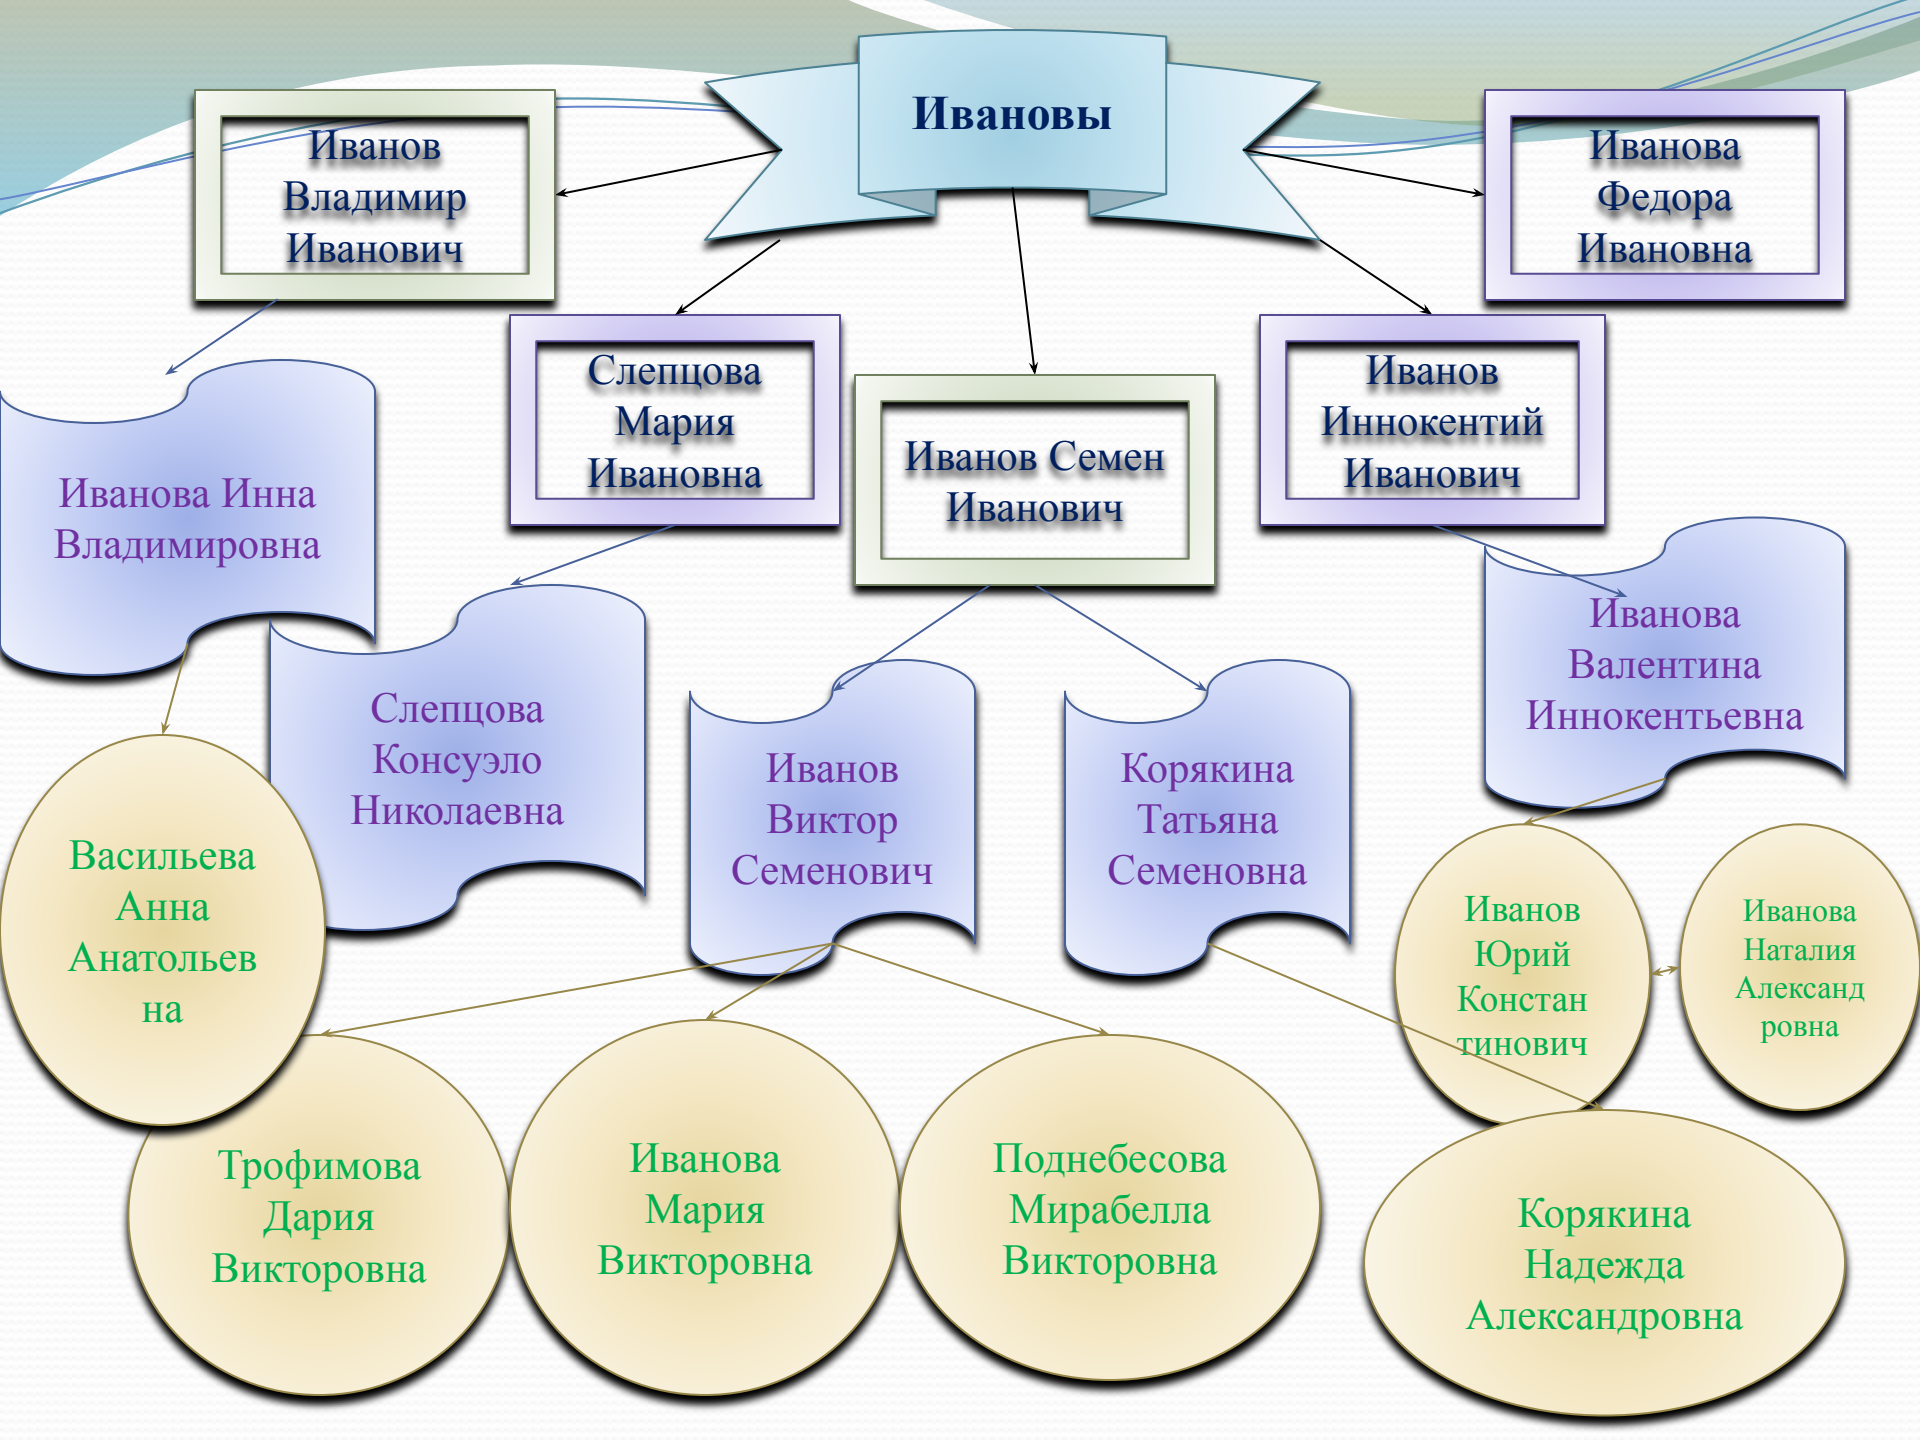 Ивановы
Иванов
Владимир
Иванович
Иванова
Федора
Ивановна
Слепцова
Мария
Ивановна
Иванов Семен
Иванович
Иванов
Иннокентий
Иванович
Иванова Инна
Владимировна
Слепцова
Консуэло
Николаевна
Иванов
Виктор
Семенович
Корякина
Татьяна
Семеновна
Иванова
Валентина
Иннокентьевна
Васильева
Анна
Анатольев
на
Иванов
Юрий
Констан
тинович
Иванова
Наталия
Александ
ровна
Трофимова
Дария
Викторовна
Иванова
Мария
Викторовна
Поднебесова
Мирабелла
Викторовна
Корякина
Надежда
Александровна